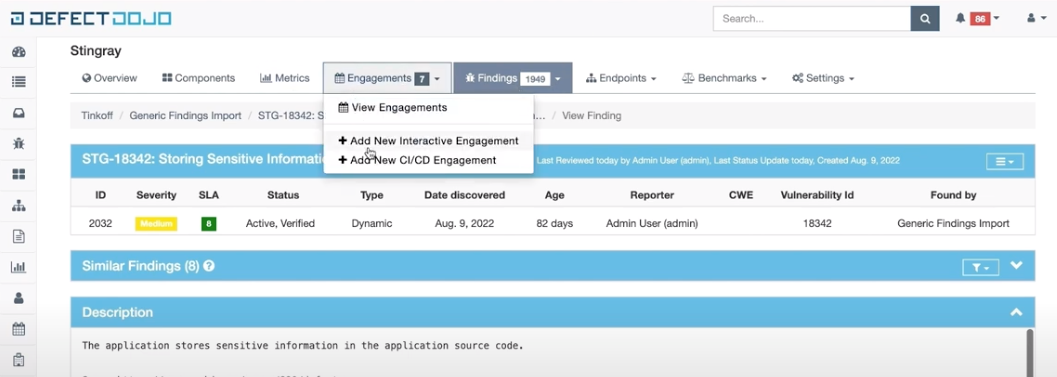 DEFECTDOJO
Search...
86
Stingray
Overview Components Metrics Engagements 7 Findings 1949 Endpoints Benchmarks Settings
View Engagements
Add New Interactive Engagement
Add New CI/CD Engagement
Tinkoff / Generic Findings Import / STG-18342: S ... / View Finding
STG-18342: Storing Sensitive Informati Last Reviewed today by Admin User (admin), Last Status Update today, Created Aug. 9, 2022
ID Severity SLA Status Type Date discovered Age Reporter CWE Vulnerability Id Found by
2032 Medium 8 Active, Verified Dynamic Aug. 9, 2022 82 days Admin User (admin) 18342 Generic Findings Import
Similar Findings (8)
Description
The application stores sensitive information in the application source code.